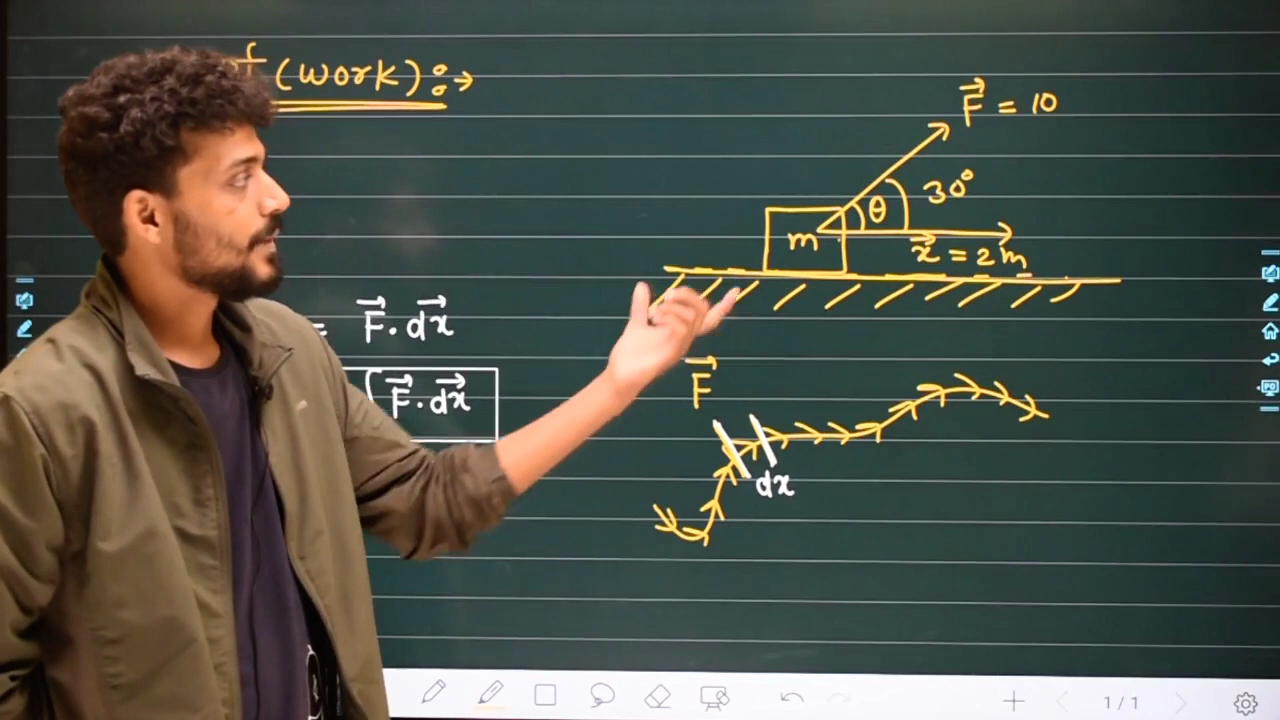 (Work) :→
F⃗ = 10
30°
θ
m
x⃗ = 2m
= F⃗ . dx⃗
∫ F⃗ . dx⃗
F⃗
dx
1/1